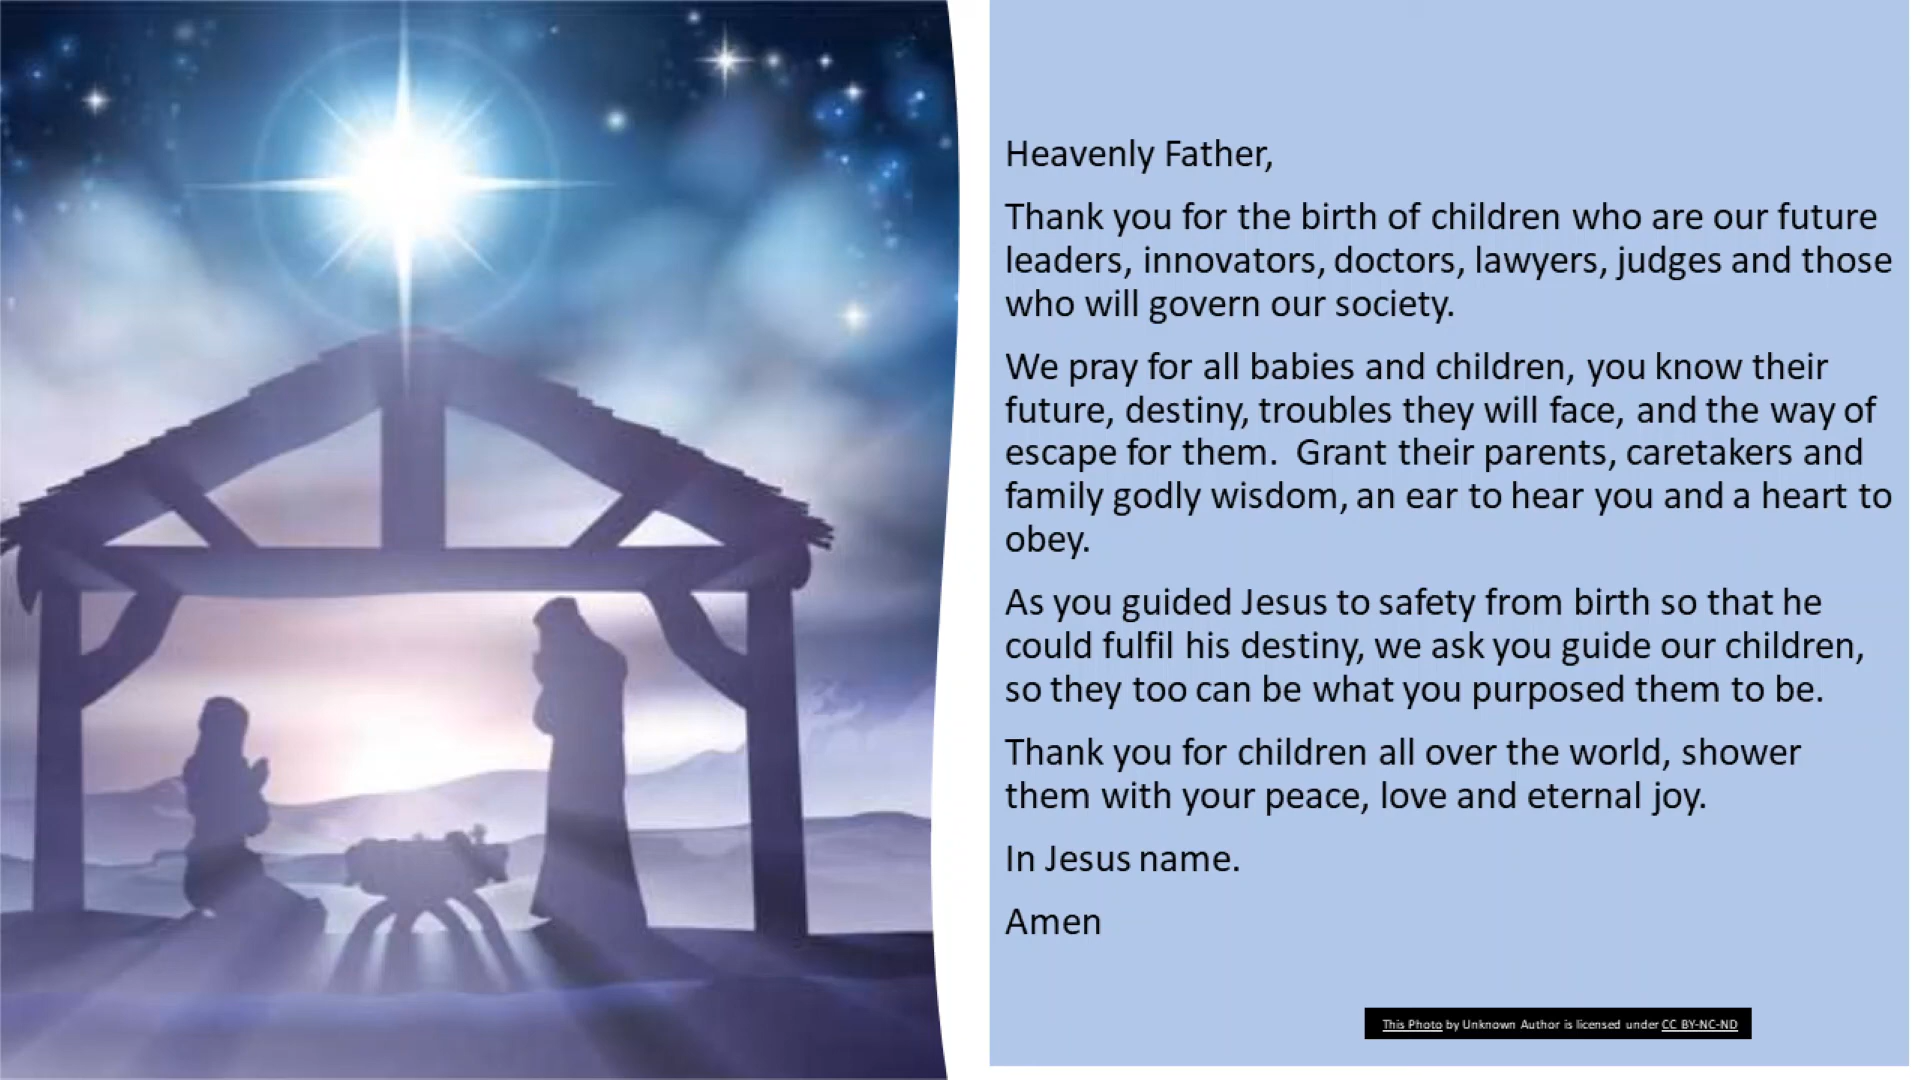 Heavenly Father,
Thank you for the birth of children who are our future
leaders, innovators, doctors, lawyers, judges and those
who will govern our society.
We pray for all babies and children, you know their
future, destiny, troubles they will face, and the way of
escape for them.  Grant their parents, caretakers and
family godly wisdom, an ear to hear you and a heart to
obey.
As you guided Jesus to safety from birth so that he
could fulfil his destiny, we ask you guide our children,
so they too can be what you purposed them to be.
Thank you for children all over the world, shower
them with your peace, love and eternal joy.
In Jesus name.
Amen
This Photo by Unknown Author is licensed under CC BY-NC-ND